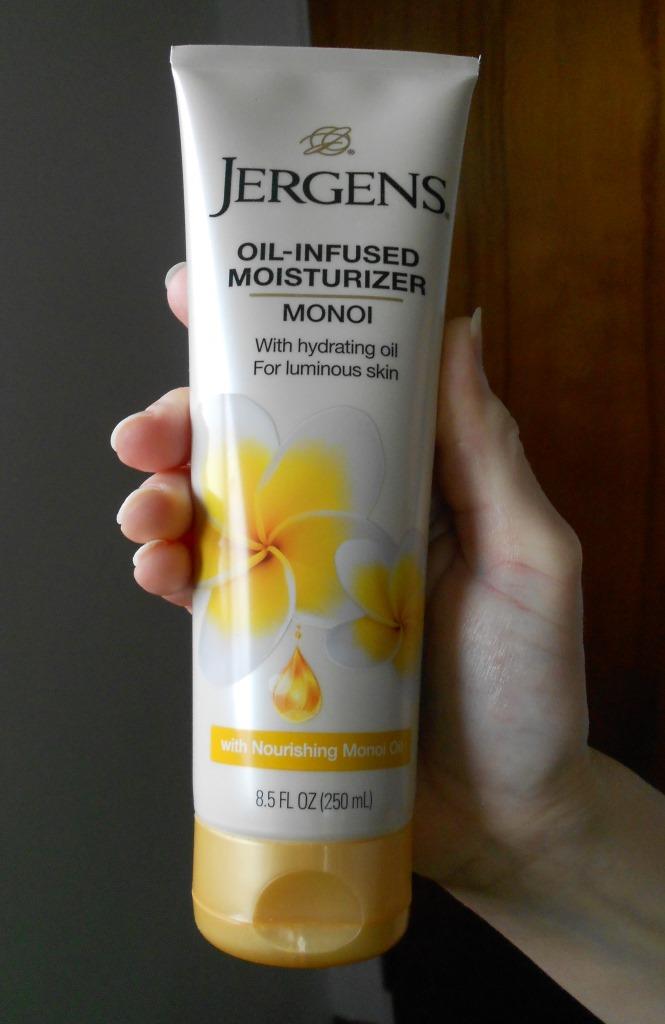 JERGENS®
OIL-INFUSED
MOISTURIZER
MONOI
With hydrating oil
For luminous skin
with Nourishing Monoi Oil
8.5 FL OZ (250 mL)